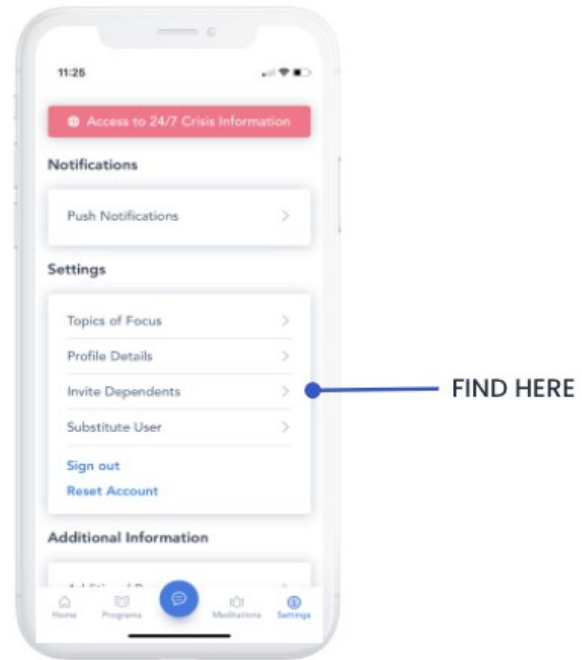 11:25
Access to 24/7 Crisis Information
Notifications
Push Notifications
Settings
Topics of Focus
Profile Details
Invite Dependents
FIND HERE
Substitute User
Sign out
Reset Account
Additional Information
Home Programs Meditations Settings